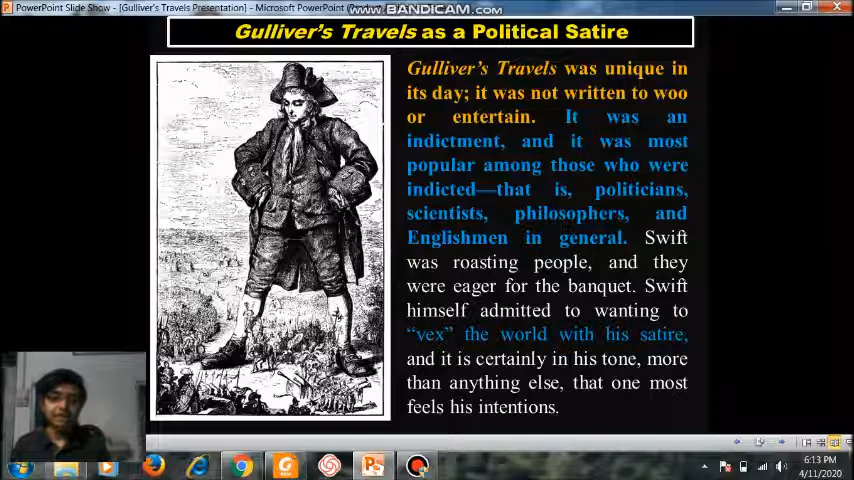 PowerPoint Slide Show - [Gulliver's Travels Presentation] - Microsoft PowerPoint
www.BANDICAM.com
Gulliver's Travels as a Political Satire
Gulliver's Travels was unique in
its day; it was not written to woo
or entertain. It was an
indictment, and it was most
popular among those who were
indicted—that is, politicians,
scientists, philosophers, and
Englishmen in general. Swift
was roasting people, and they
were eager for the banquet. Swift
himself admitted to wanting to
“vex” the world with his satire,
and it is certainly in his tone, more
than anything else, that one most
feels his intentions.
6:13 PM
4/11/2020